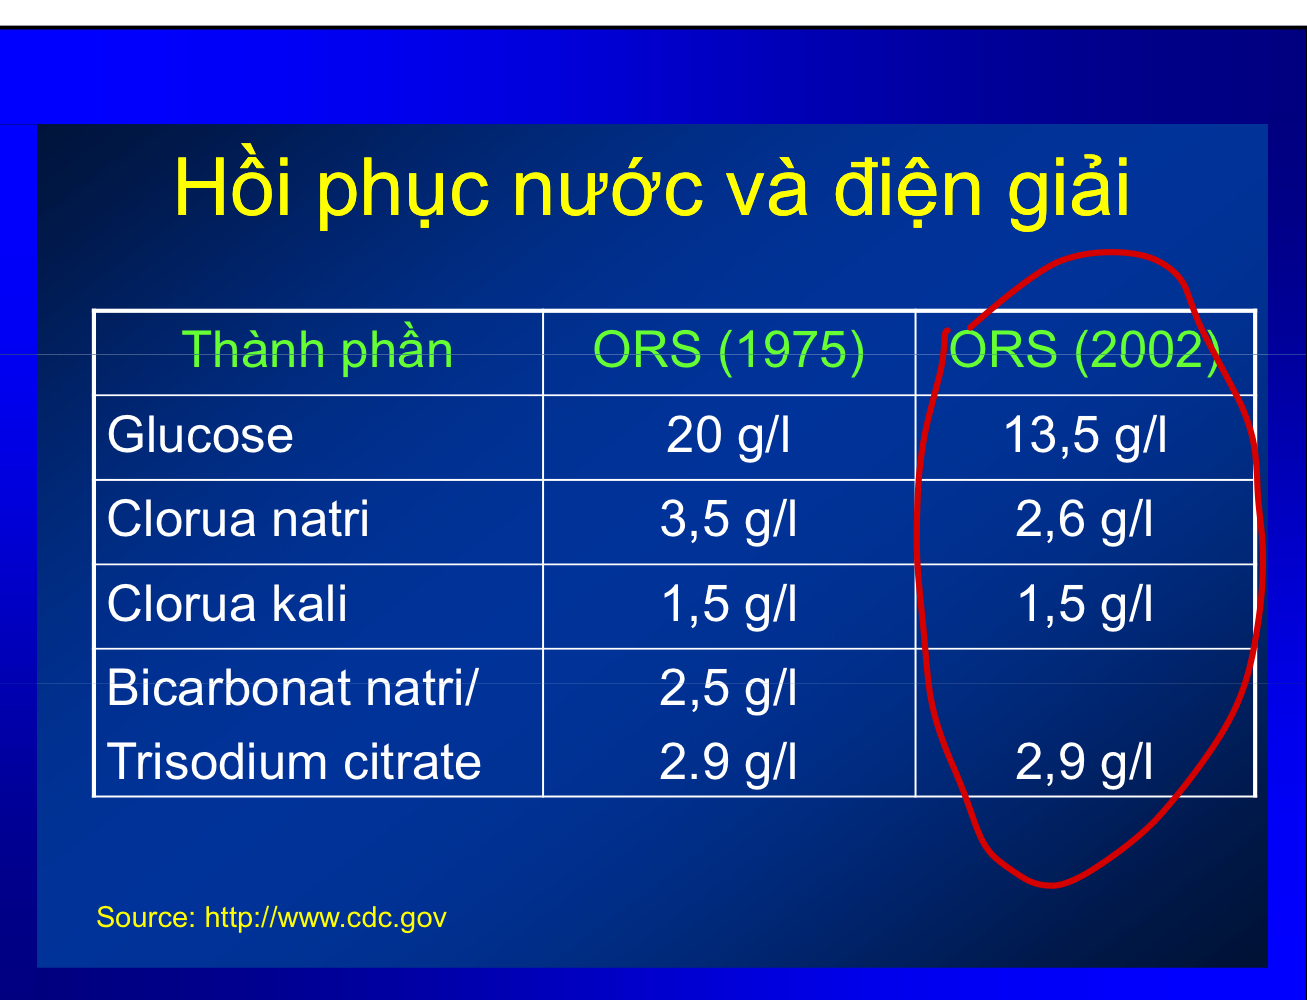 Hồi phục nước và điện giải
Thành phần ORS (1975) ORS (2002)
Glucose 20 g/l 13,5 g/l
Clorua natri 3,5 g/l 2,6 g/l
Clorua kali 1,5 g/l 1,5 g/l
Bicarbonat natri/ 2,5 g/l
Trisodium citrate 2.9 g/l 2,9 g/l
Source: http://www.cdc.gov